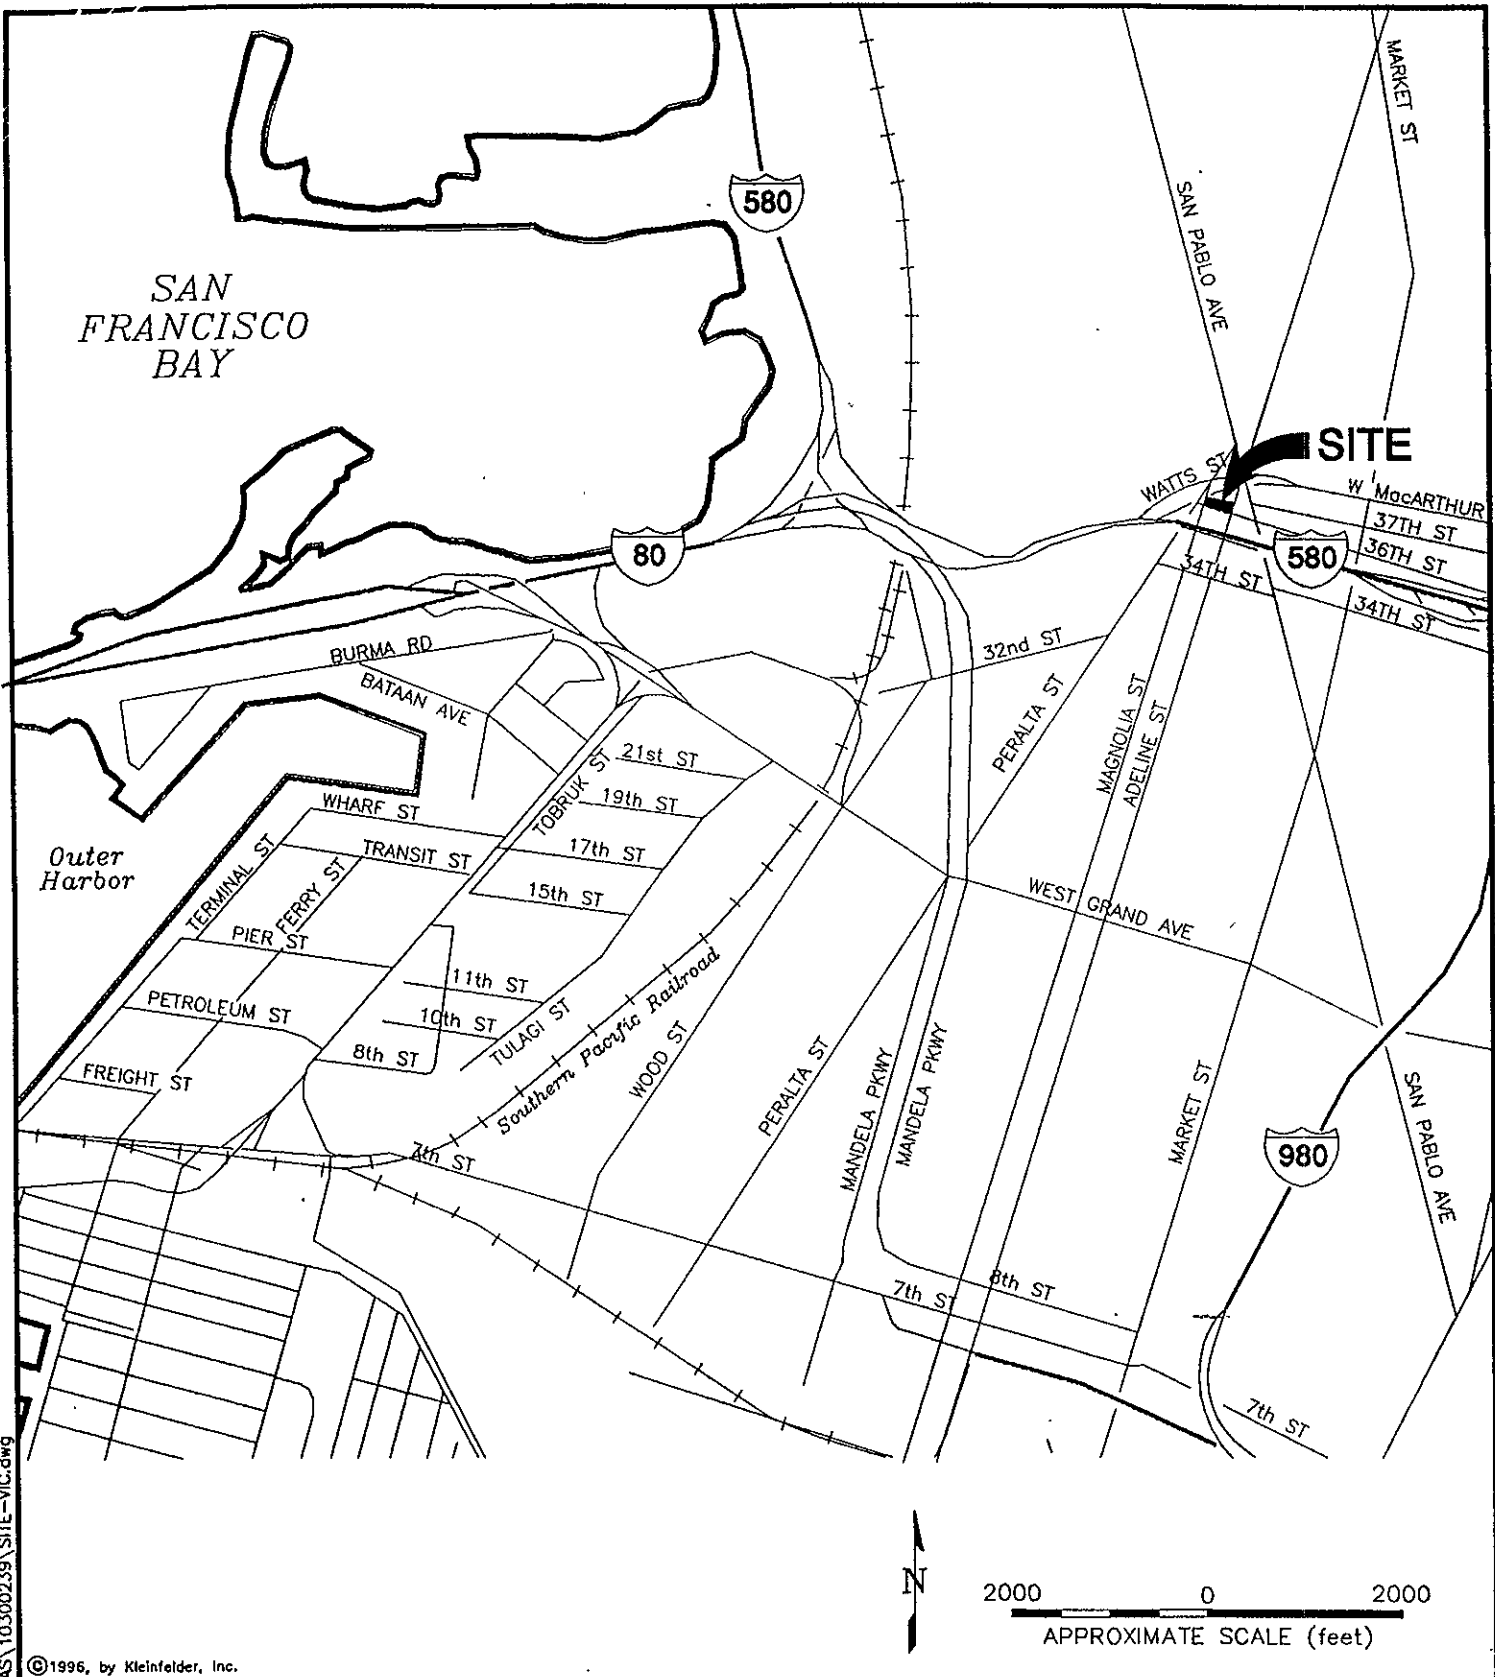 MARKET ST
580
SAN PABLO AVE
SAN
FRANCISCO
BAY
SITE
WATTS ST
W MacARTHUR
37TH ST
36TH ST
80
580
34TH ST
34TH ST
BURMA RD
32nd ST
BATAAN AVE
PERALTA ST
MAGNOLIA ST
ADELINE ST
21st ST
TOBRUK ST
19th ST
WHARF ST
17th ST
TRANSIT ST
Outer
Harbor
TERMINAL ST
FERRY ST
15th ST
WEST GRAND AVE
PIER ST
11th ST
Southern Pacific Railroad
PETROLEUM ST
10th ST
TULAGI ST
8th ST
WOOD ST
PERALTA ST
MANDELA PKWY
MANDELA PKWY
FREIGHT ST
MARKET ST
SAN PABLO AVE
980
7th ST
8th ST
7th ST
7th ST
N
2000 0 2000
APPROXIMATE SCALE (feet)
AS\10300239\SITE-VIC.dwg
©1996, by Kleinfelder, Inc.